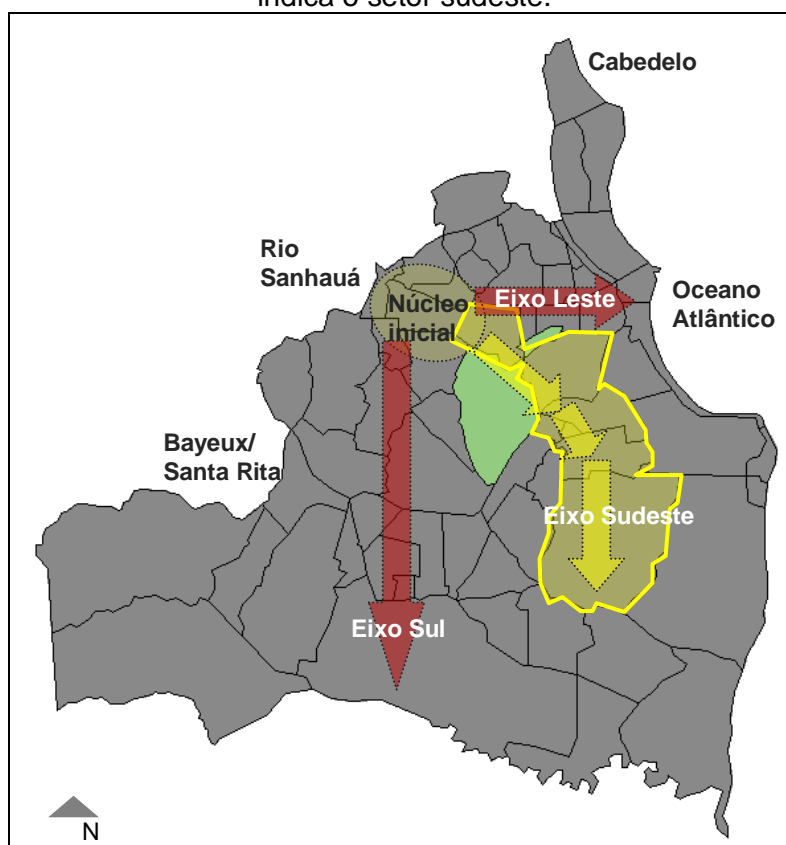 indica o setor sudeste.
Cabedelo
Rio
Sanhauá
Núcleo
inicial
Eixo Leste
Oceano
Atlântico
Bayeux/
Santa Rita
Eixo Sudeste
Eixo Sul
N